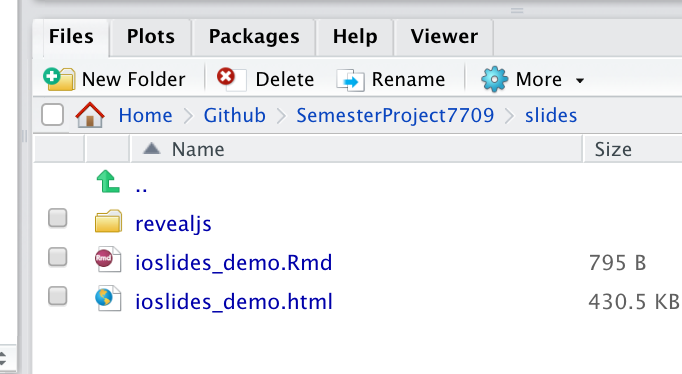 Files Plots Packages Help Viewer
New Folder Delete Rename More
Home Github SemesterProject7709 slides
Name Size
..
revealjs
Rmd ioslides_demo.Rmd 795 B
ioslides_demo.html 430.5 KB